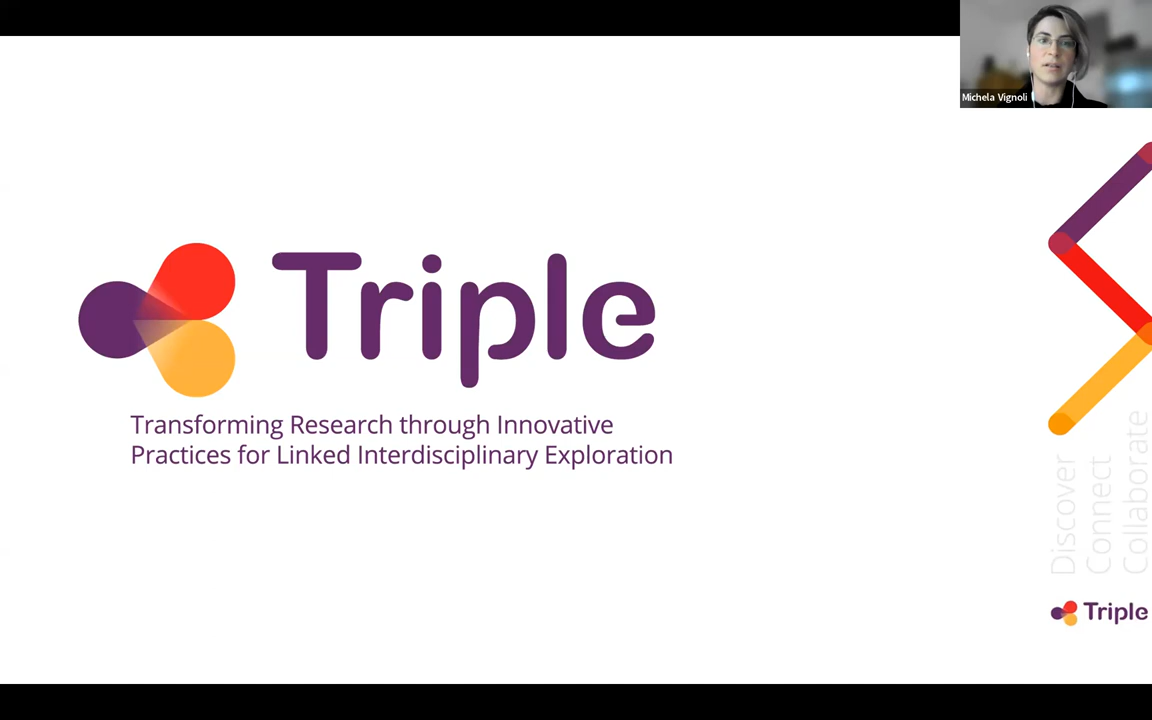 Michela Vignoli
Triple
Transforming Research through Innovative
Practices for Linked Interdisciplinary Exploration
Discover
Connect
Collaborate
Triple